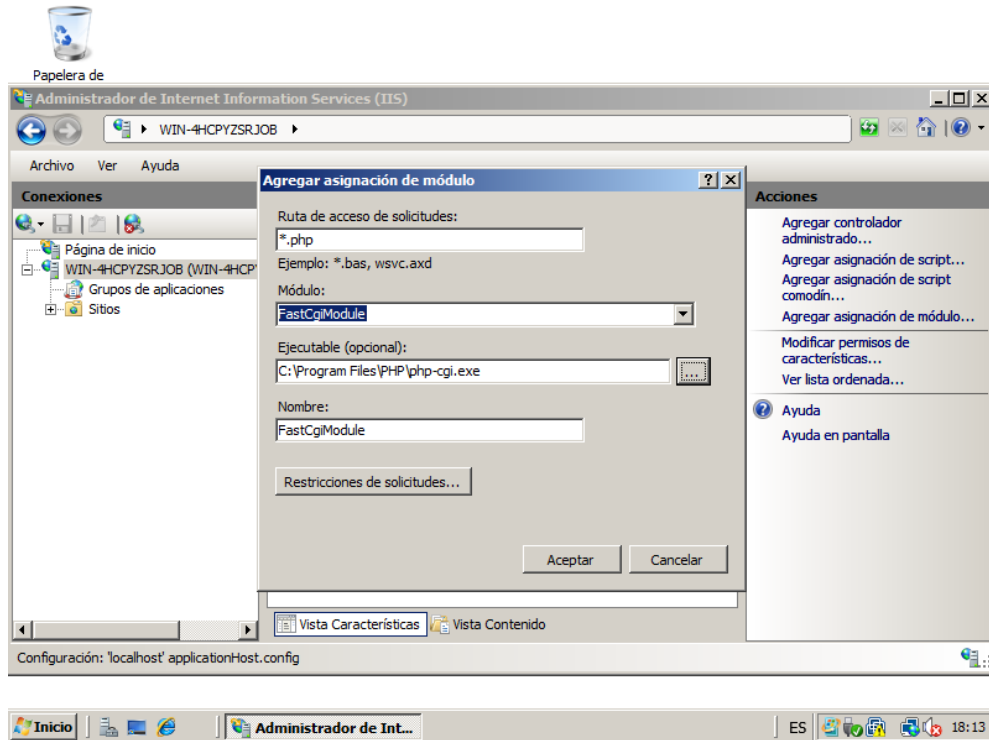 Papelera de
Administrador de Internet Information Services (IIS)
WIN-4HCPYZSRJOB
Archivo Ver Ayuda
Conexiones
Página de inicio
WIN-4HCPYZSRJOB (WIN-4HCP
Grupos de aplicaciones
Sitios
Agregar asignación de módulo
Ruta de acceso de solicitudes:
*.php
Ejemplo: *.bas, wsvc.axd
Módulo:
FastCgiModule
Ejecutable (opcional):
C:\Program Files\PHP\php-cgi.exe
...
Nombre:
FastCgiModule
Restricciones de solicitudes...
Aceptar
Cancelar
Vista Características
Vista Contenido
Acciones
Agregar controlador
administrado...
Agregar asignación de script...
Agregar asignación de script
comodín...
Agregar asignación de módulo...
Modificar permisos de
características...
Ver lista ordenada...
Ayuda
Ayuda en pantalla
Configuración: 'localhost' applicationHost.config
Inicio
Administrador de Int...
ES
18:13